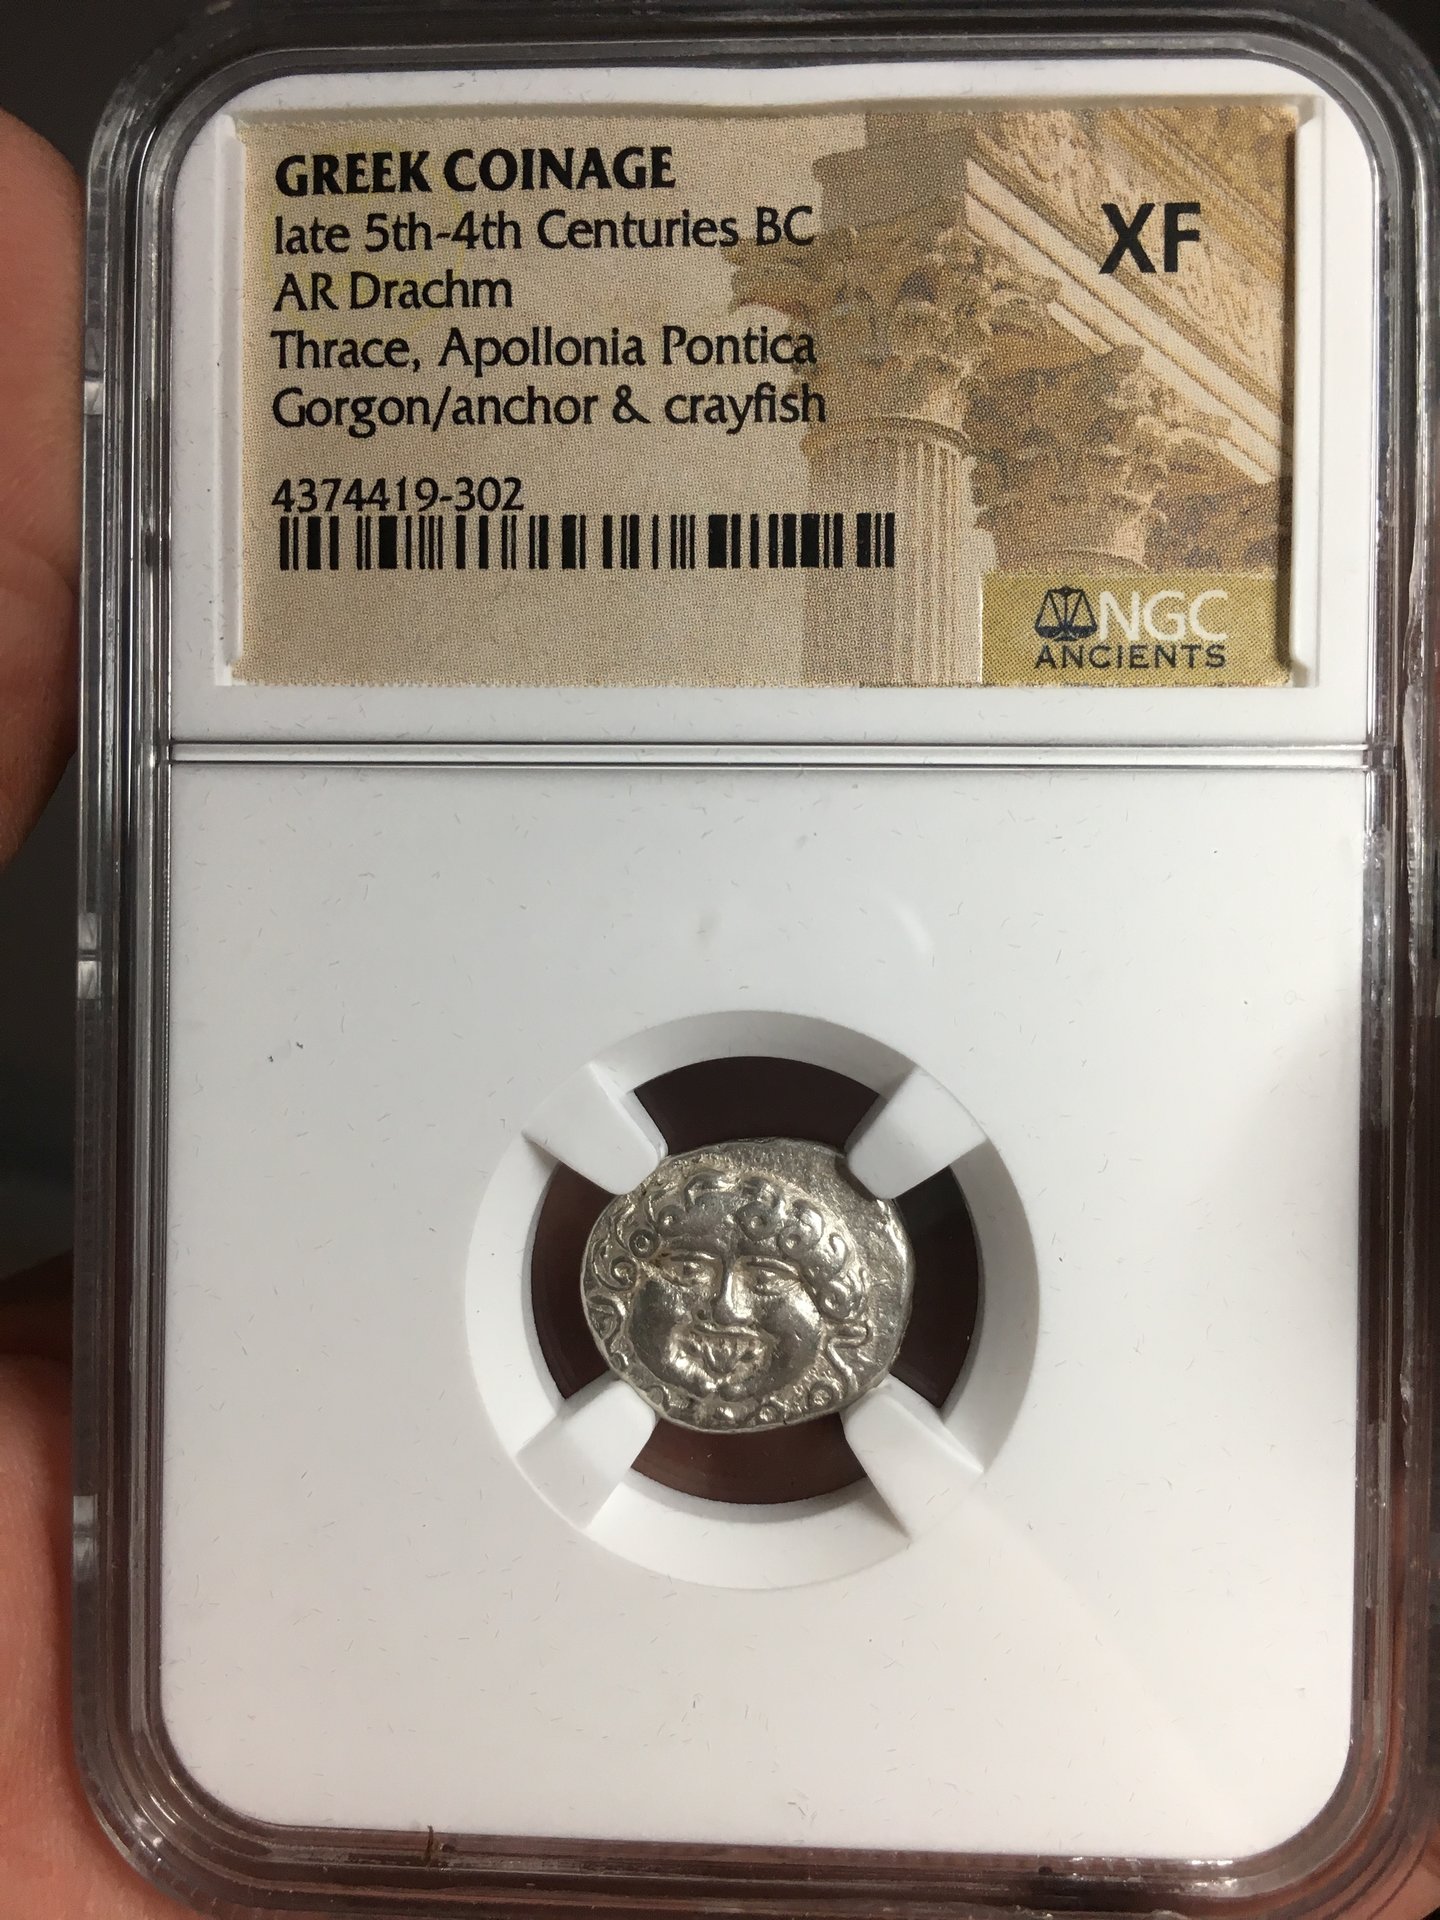 GREEK COINAGE
late 5th-4th Centuries BC
AR Drachm
Thrace, Apollonia Pontica
Gorgon/anchor & crayfish
4374419-302
XF
NGC
ANCIENTS